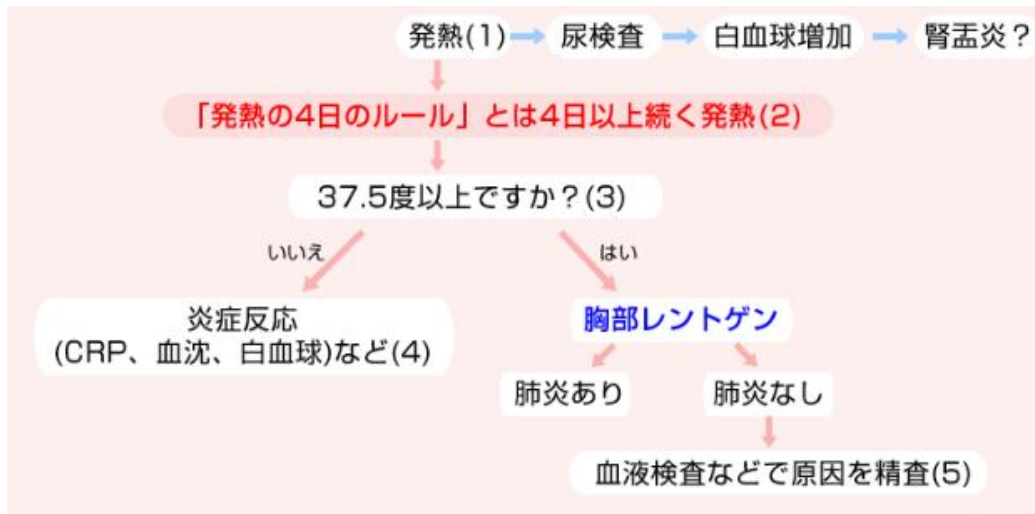 発熱(1) 尿検査 白血球増加 腎盂炎？
「発熱の4日のルール」とは4日以上続く発熱(2)
37.5度以上ですか？(3)
いいえ はい
炎症反応
(CRP、血沈、白血球)など(4)
胸部レントゲン
肺炎あり 肺炎なし
血液検査などで原因を精査(5)